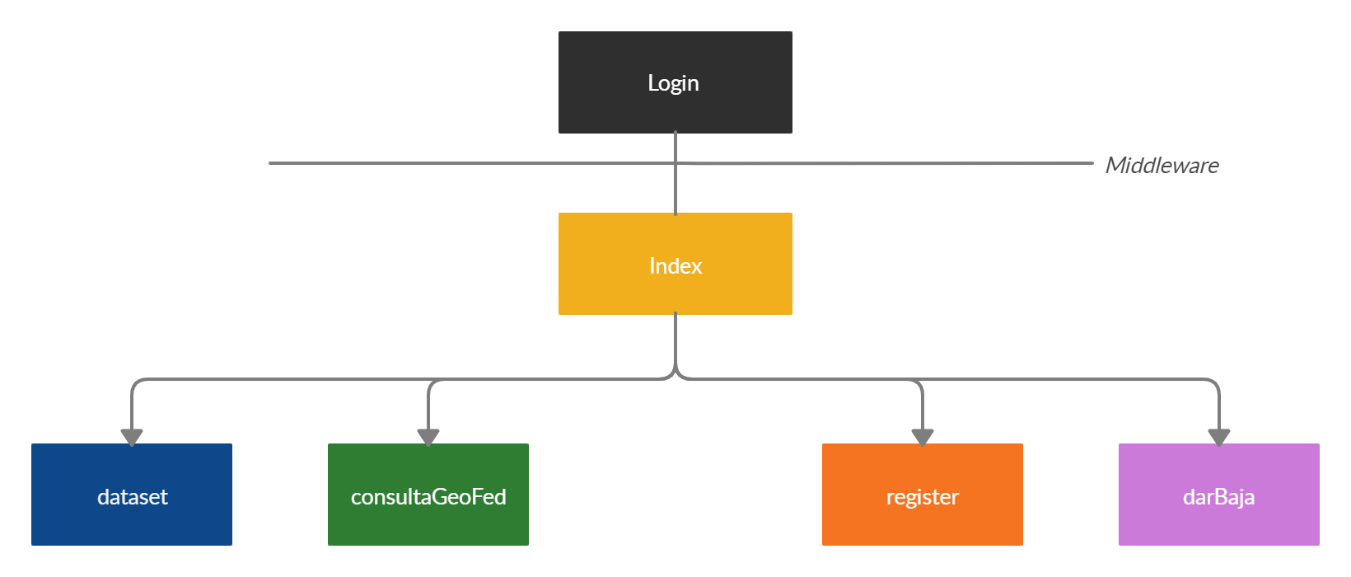 Login
Middleware
Index
dataset
consultaGeoFed
register
darBaja